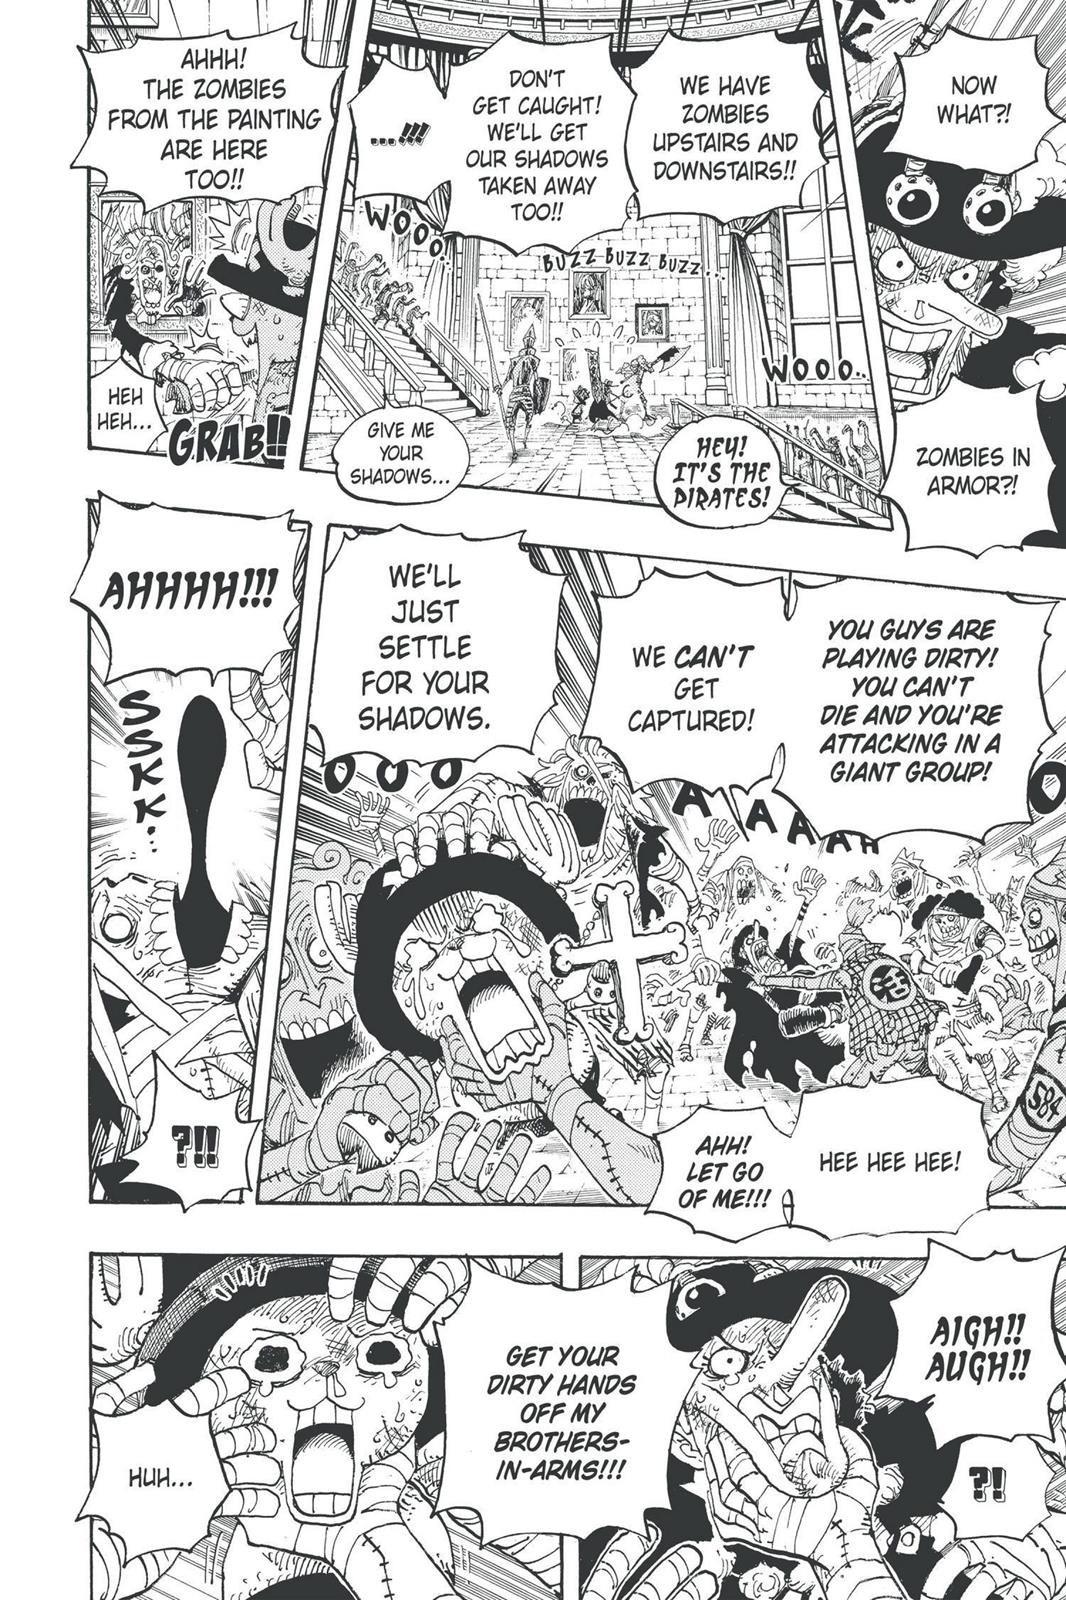 NOW
WHAT?!
ZOMBIES IN
ARMOR?!
WE HAVE
ZOMBIES
UPSTAIRS AND
DOWNSTAIRS!!
DON'T
GET CAUGHT!
WE'LL GET
OUR SHADOWS
TAKEN AWAY
TOO!!
...!!!
WOOO..
BUZZ BUZZ BUZZ...
WOOO..
GIVE ME
YOUR
SHADOWS...
HEY!
IT'S THE
PIRATES!
AHHH!
THE ZOMBIES
FROM THE PAINTING
ARE HERE
TOO!!
HEH
HEH...
GRAB!!
YOU GUYS ARE
PLAYING DIRTY!
YOU CAN'T
DIE AND YOU'RE
ATTACKING IN A
GIANT GROUP!
WE CAN'T
GET
CAPTURED!
WE'LL
JUST
SETTLE
FOR YOUR
SHADOWS.
OOO
AAAAH
O
活
584
HEE HEE HEE!
AHH!
LET GO
OF ME!!!
AHHHH!!!
SSKK..
?!!
AIGH!!
AUGH!!
?!
GET YOUR
DIRTY HANDS
OFF MY
BROTHERS-
IN-ARMS!!!
HUH...